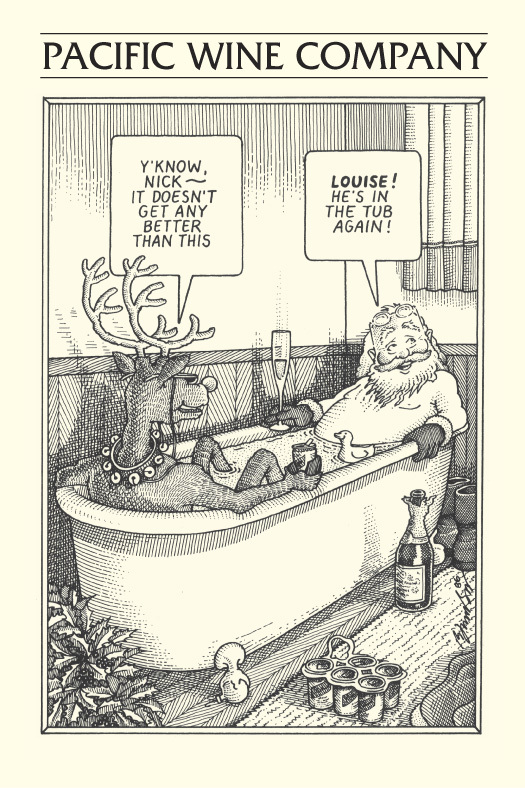 PACIFIC WINE COMPANY
Y'KNOW,
NICK~
IT DOESN'T
GET ANY
BETTER
THAN THIS
LOUISE!
HE'S IN
THE TUB
AGAIN!